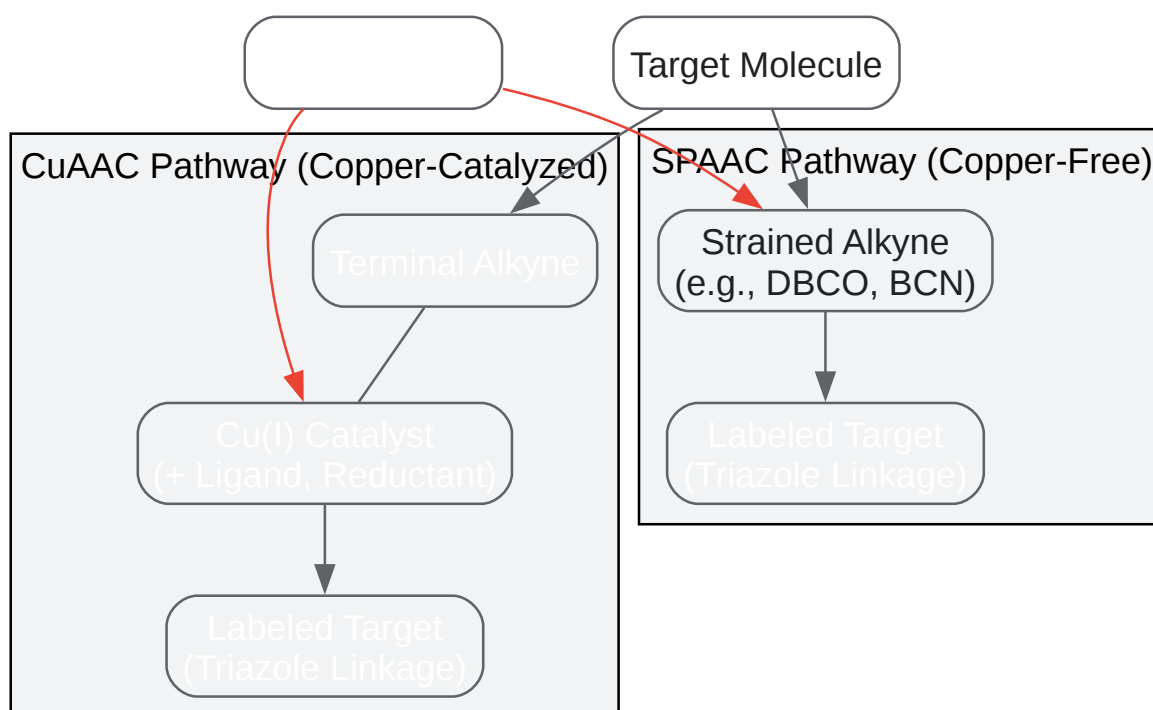 Target Molecule
CuAAC Pathway (Copper-Catalyzed)
SPAAC Pathway (Copper-Free)
Terminal Alkyne
Strained Alkyne
(e.g., DBCO, BCN)
Cu(I) Catalyst
(+ Ligand, Reductant)
Labeled Target
(Triazole Linkage)
Labeled Target
(Triazole Linkage)